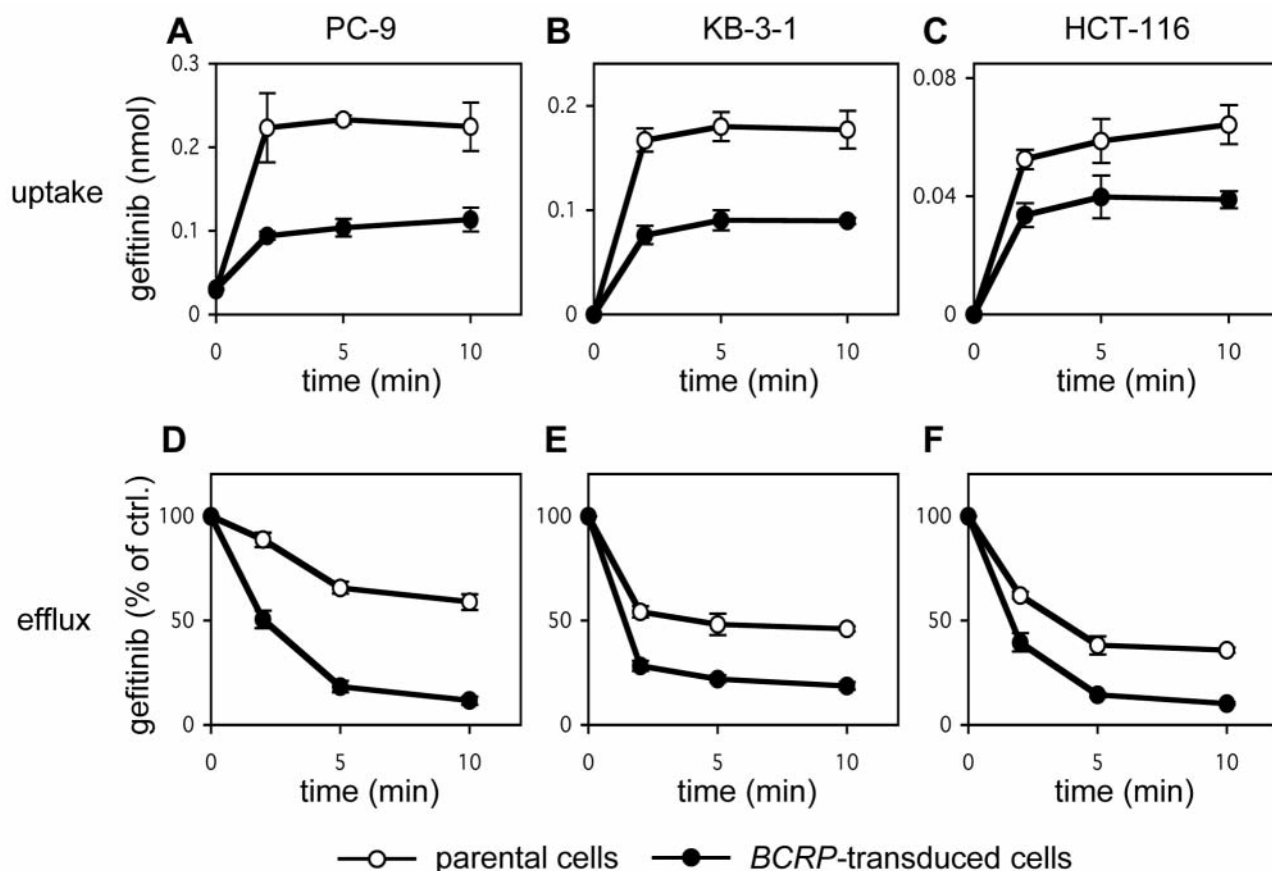 A PC-9
B KB-3-1
C HCT-116
uptake
gefitinib (nmol)
0.3
0.2
0.1
0
0 5 10
time (min)
0.2
0.1
0
0 5 10
time (min)
0.08
0.04
0
0 5 10
time (min)
D
E
F
efflux
gefitinib (% of ctrl.)
100
50
0
0 5 10
time (min)
100
50
0
0 5 10
time (min)
100
50
0
0 5 10
time (min)
parental cells BCRP-transduced cells